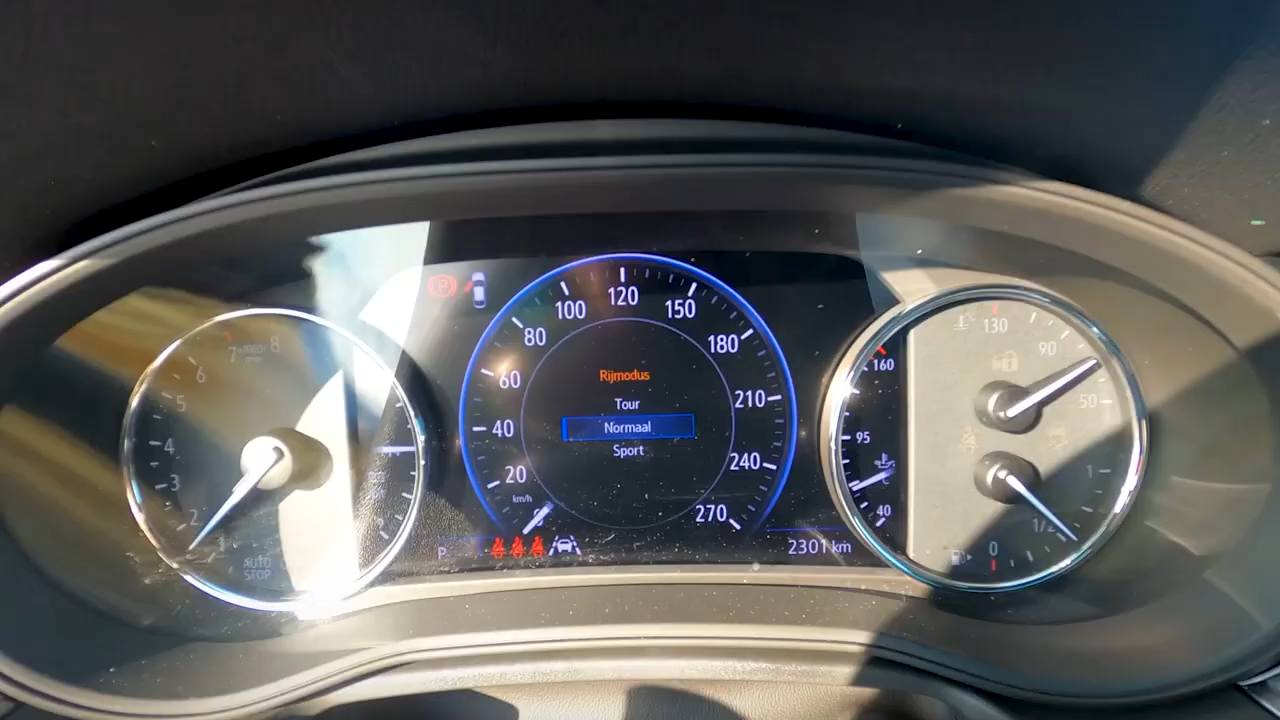 7 x1000/ 8
min
6
5
4
3
2
1
AUTO
STOP
P
120
100
150
80
180
60
210
40
240
20
270
km/h
0
Rijmodus
Tour
Normaal
Sport
P
2301 km
160
95
40
130
90
50
1
1/2
0